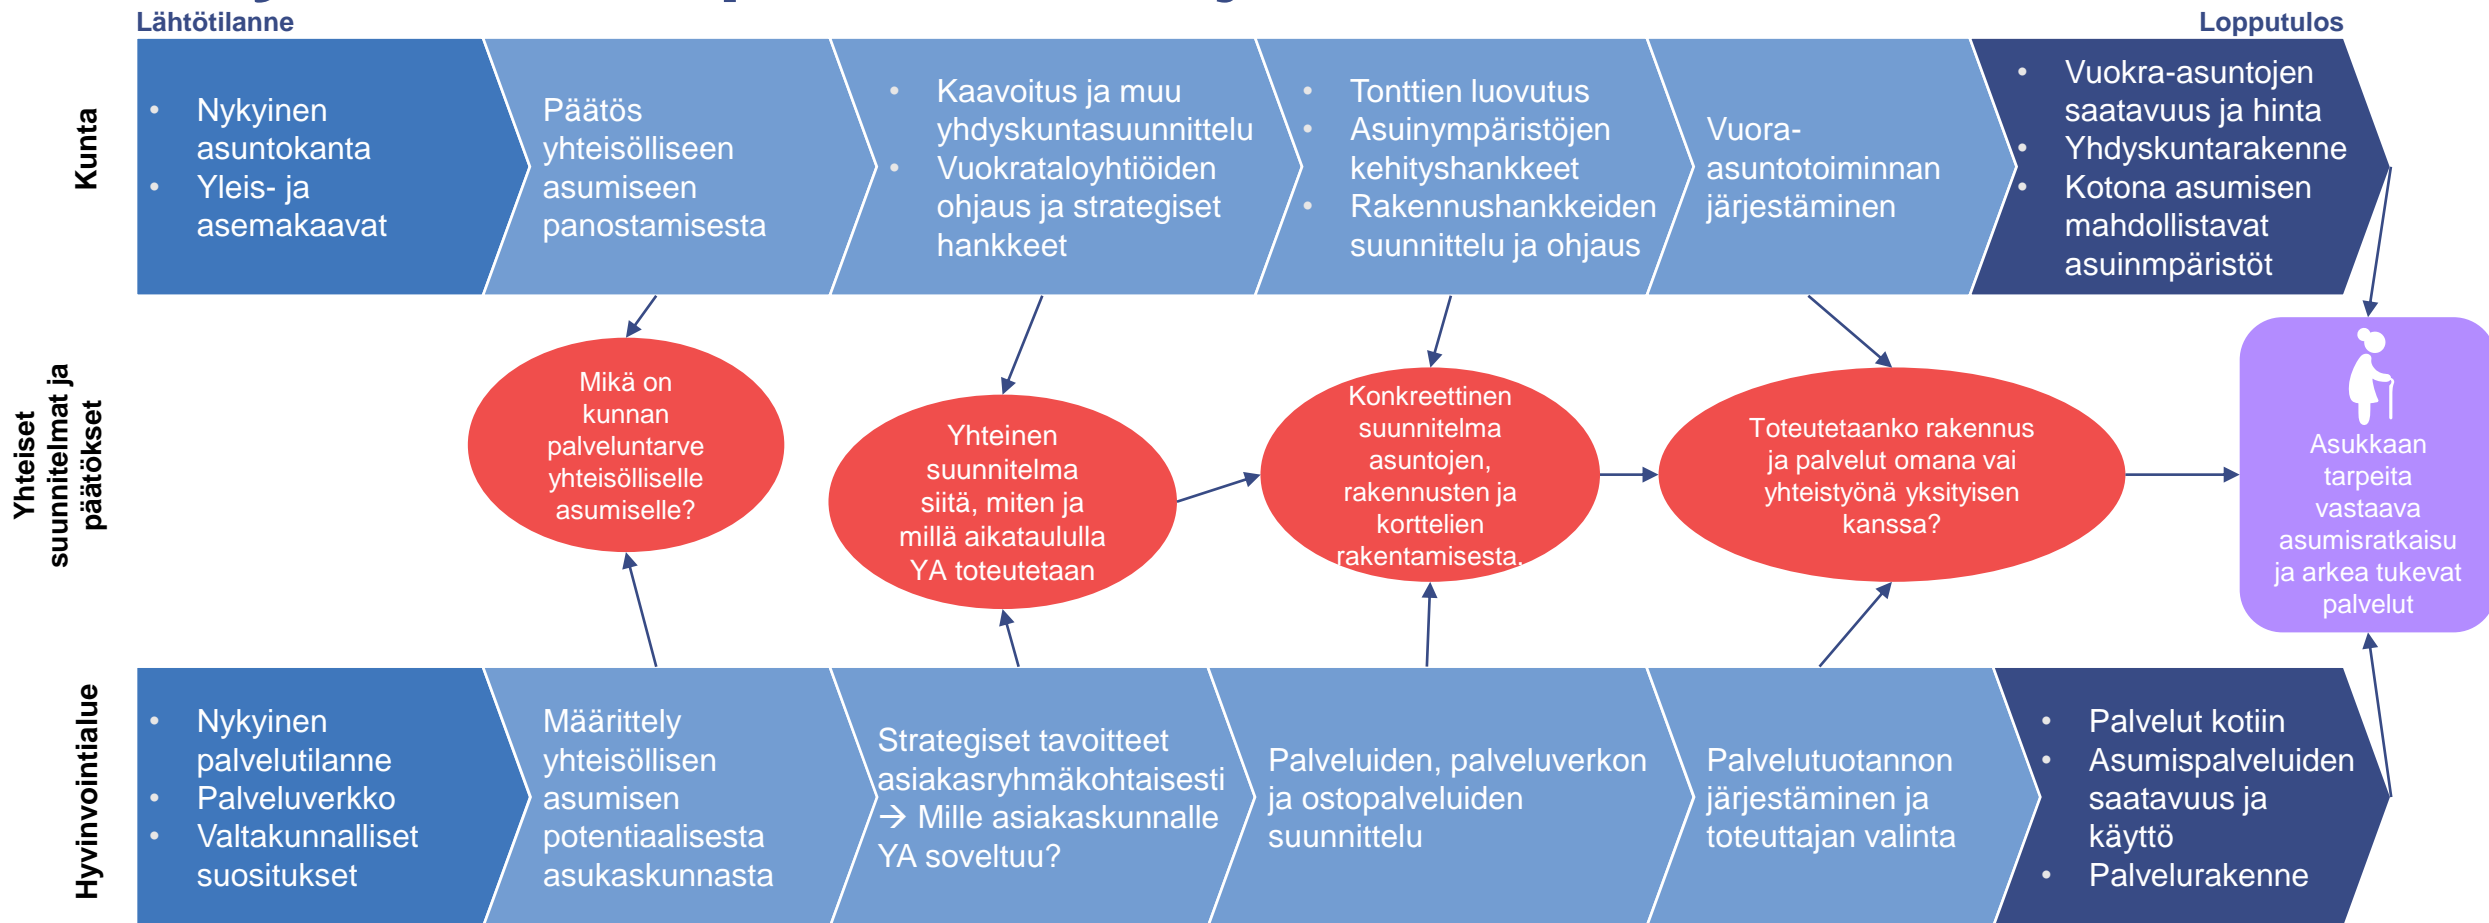 Lähtötilanne
Lopputulos
Kunta
• Nykyinen
asuntokanta
• Yleis- ja
asemakaavat
Päätös
yhteisölliseen
asumiseen
panostamisesta
• Kaavoitus ja muu
yhdyskuntasuunnittelu
• Vuokrataloyhtiöiden
ohjaus ja strategiset
hankkeet
• Tonttien luovutus
• Asuinympäristöjen
kehityshankkeet
• Rakennushankkeiden
suunnittelu ja ohjaus
Vuora-
asuntotoiminnan
järjestäminen
• Vuokra-asuntojen
saatavuus ja hinta
• Yhdyskuntarakenne
• Kotona asumisen
mahdollistavat
asuinmpäristöt
Yhteiset
suunnitelmat ja
päätökset
Mikä on
kunnan
palveluntarve
yhteisölliselle
asumiselle?
Yhteinen
suunnitelma
siitä, miten ja
millä aikataululla
YA toteutetaan
Konkreettinen
suunnitelma
asuntojen,
rakennusten ja
korttelien
rakentamisesta.
Toteutetaanko rakennus
ja palvelut omana vai
yhteistyönä yksityisen
kanssa?
Asukkaan
tarpeita
vastaava
asumisratkaisu
ja arkea tukevat
palvelut
Hyvinvointialue
• Nykyinen
palvelutilanne
• Palveluverkko
• Valtakunnalliset
suositukset
Määrittely
yhteisöllisen
asumisen
potentiaalisesta
asukaskunnasta
Strategiset tavoitteet
asiakasryhmäkohtaisesti
→ Mille asiakaskunnalle
YA soveltuu?
Palveluiden, palveluverkon
ja ostopalveluiden
suunnittelu
Palvelutuotannon
järjestäminen ja
toteuttajan valinta
• Palvelut kotiin
• Asumispalveluiden
saatavuus ja
käyttö
• Palvelurakenne